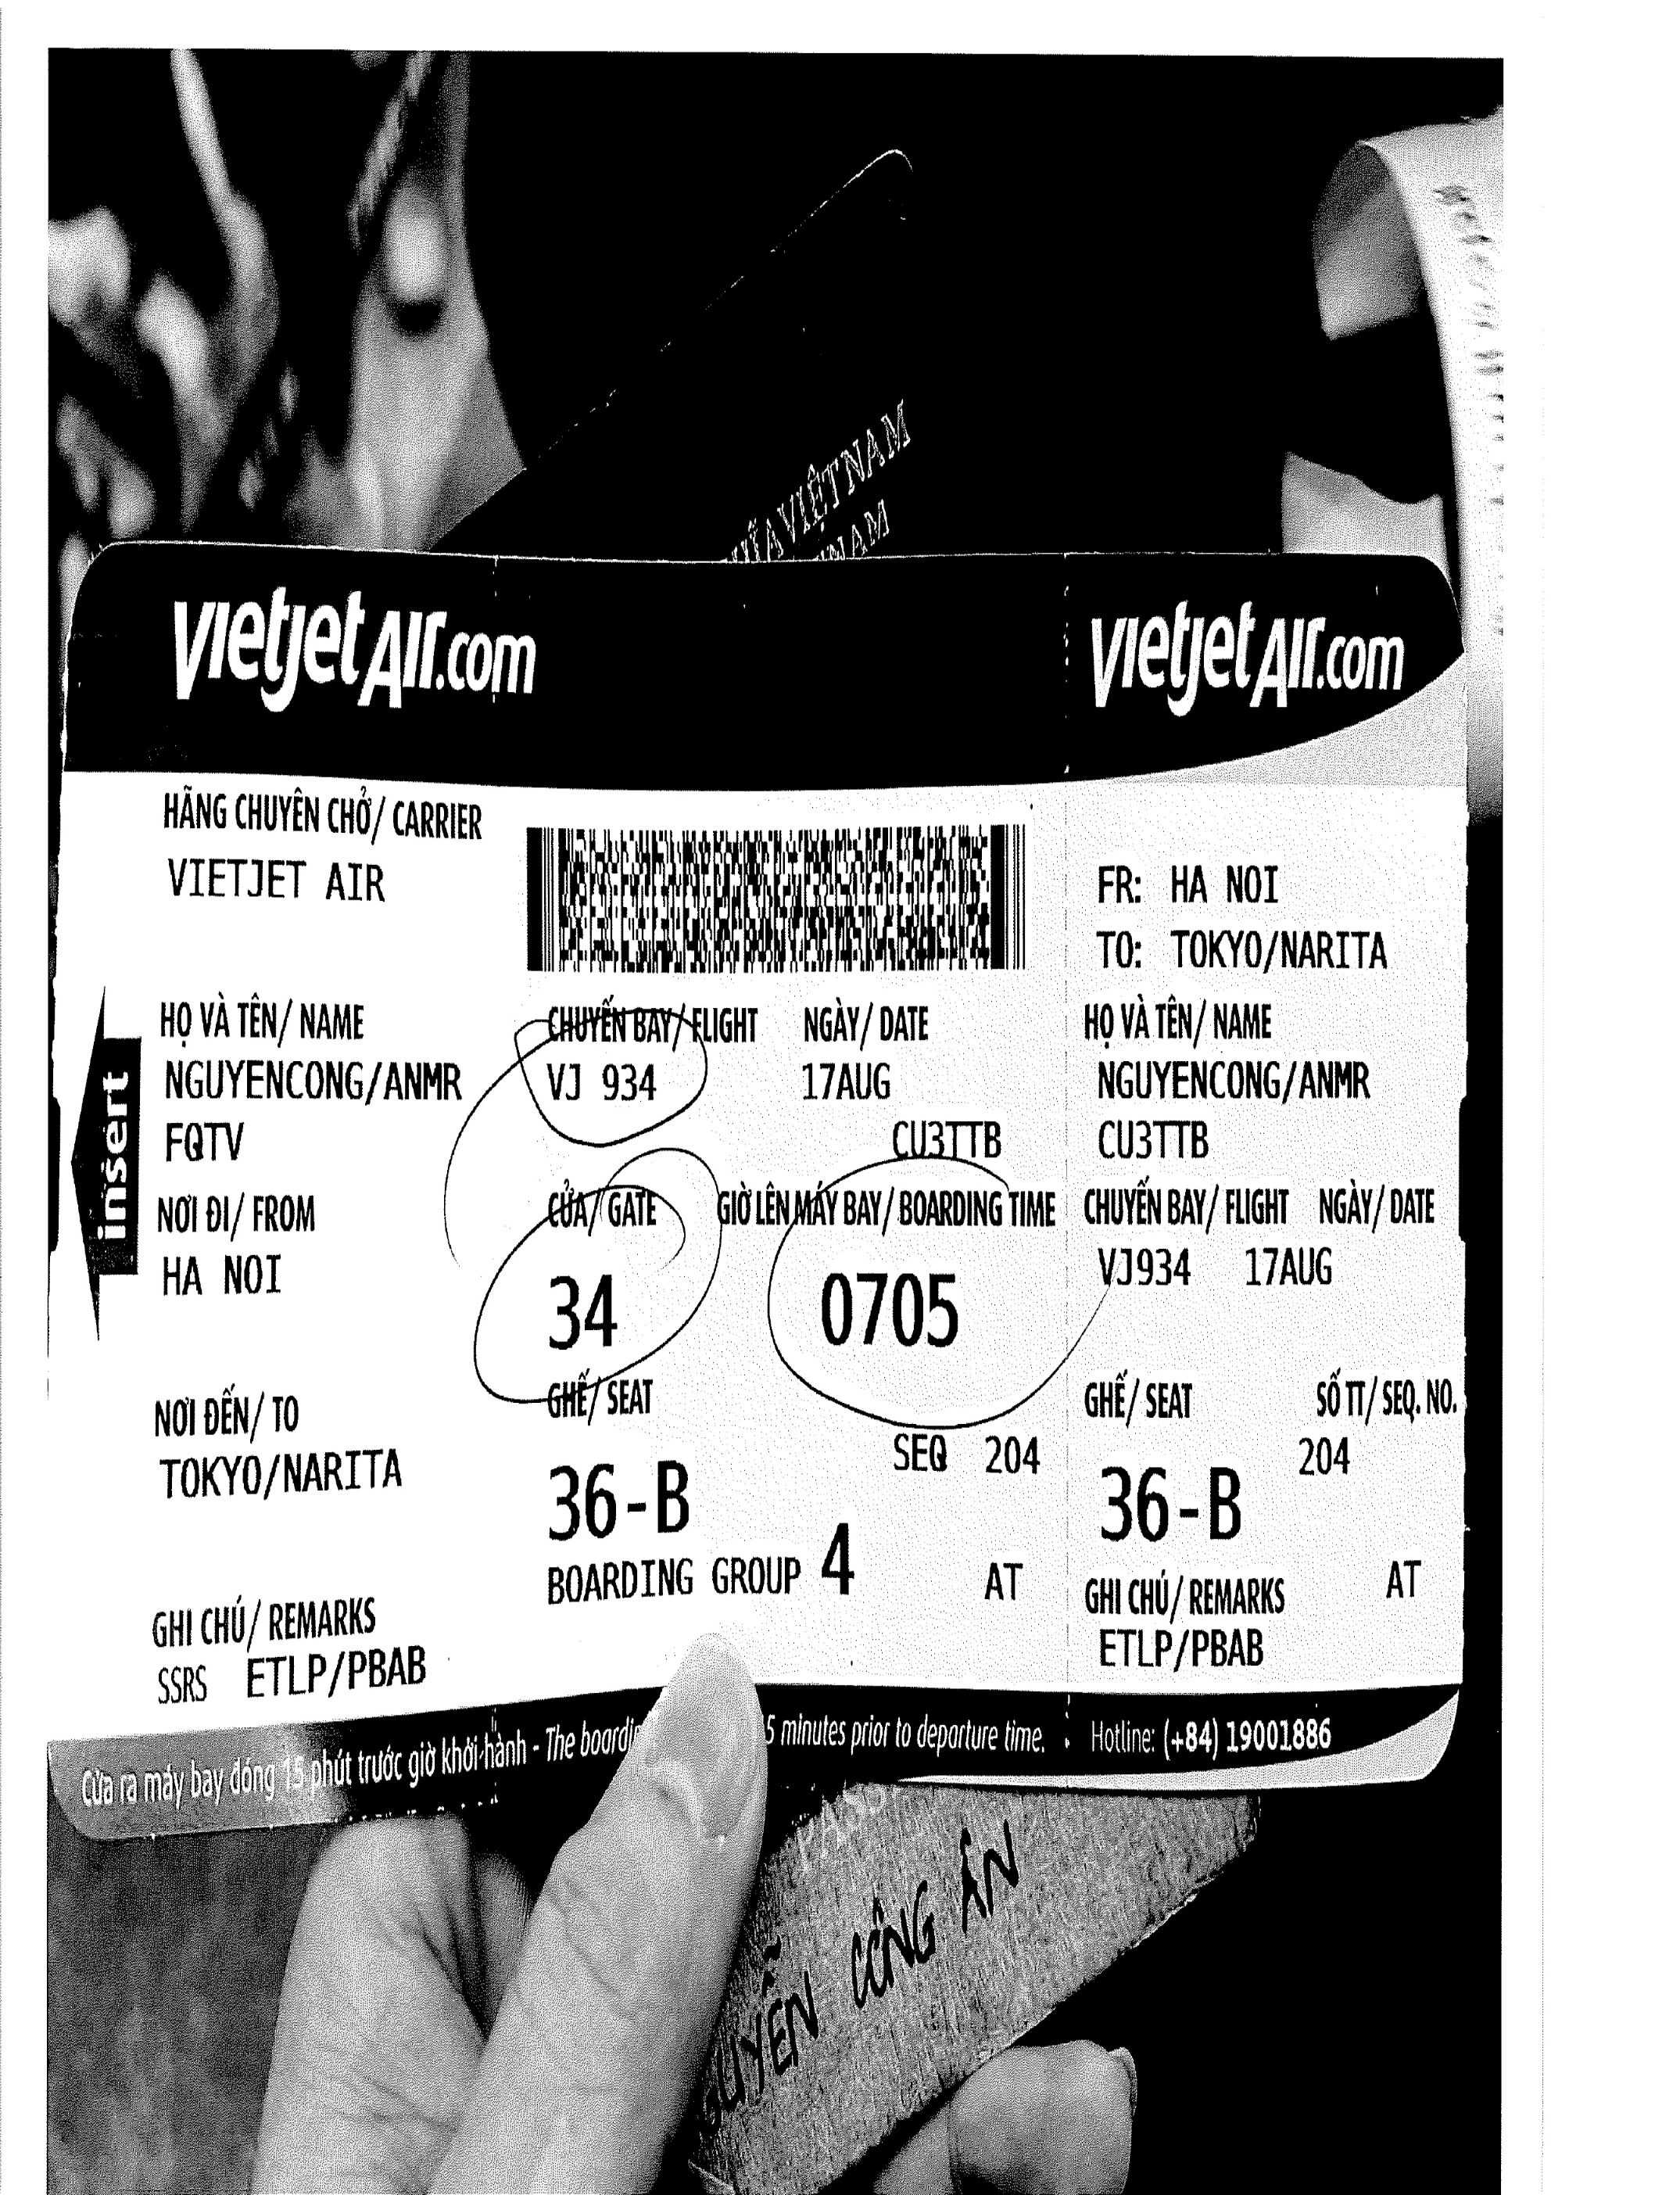 VIỆT NAM
vietjetAir.com
vietjetAir.com
HÃNG CHUYÊN CHỞ/ CARRIER
VIETJET AIR
FR: HA NOI
TO: TOKYO/NARITA
HỌ VÀ TÊN/ NAME
NGUYENCONG/ANMR
FQTV
CHUYẾN BAY/ FLIGHT
VJ 934
NGÀY/ DATE
17AUG
CU3TTB
HỌ VÀ TÊN/ NAME
NGUYENCONG/ANMR
CU3TTB
insert
NƠI ĐI/ FROM
HA NOI
CỬA/ GATE
34
GIỜ LÊN MÁY BAY/ BOARDING TIME
0705
CHUYẾN BAY/ FLIGHT NGÀY/ DATE
VJ934 17AUG
NƠI ĐẾN/ TO
TOKYO/NARITA
GHẾ/ SEAT
36-B
SEQ 204
BOARDING GROUP 4 AT
GHẾ/ SEAT SỐ TT/ SEQ. NO.
36-B 204
AT
GHI CHÚ/ REMARKS
SSRS ETLP/PBAB
GHI CHÚ/ REMARKS
ETLP/PBAB
Cửa ra máy bay đóng 15 phút trước giờ khởi hành - The 5 minutes prior to departure time.
Hotline: (+84) 19001886
CÔNG ÂN